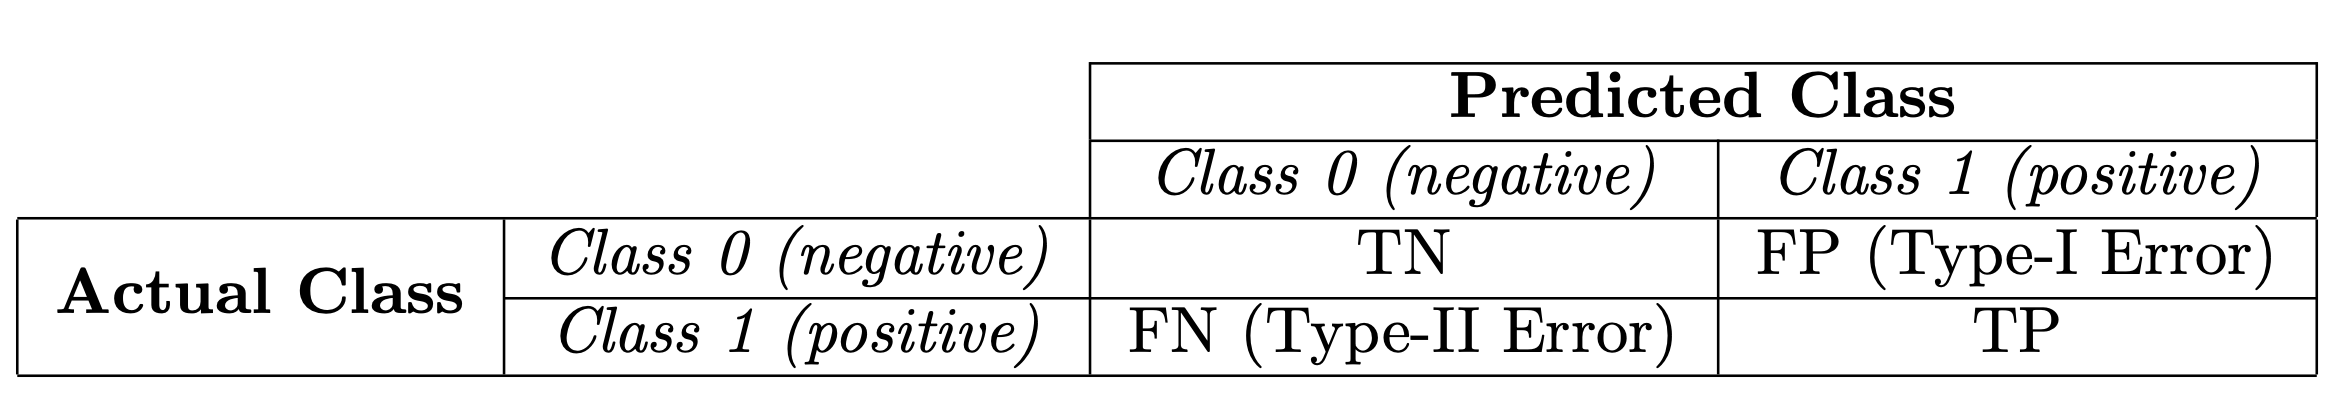 Predicted Class
Class 0 (negative) Class 1 (positive)
Actual Class Class 0 (negative) TN FP (Type-I Error)
Class 1 (positive) FN (Type-II Error) TP